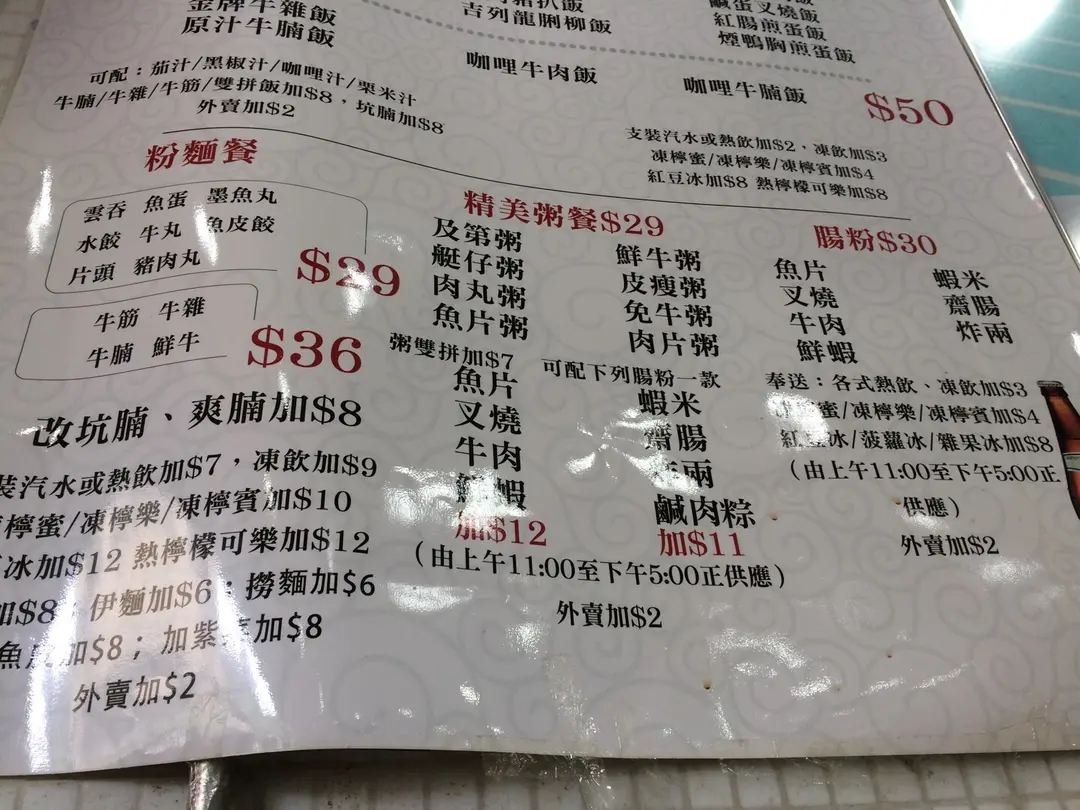 金牌牛雜飯
原汁牛腩飯
吉列龍脷柳飯
鹹蛋叉燒飯
紅腸煎蛋飯
煙鴨胸煎蛋飯
咖哩牛肉飯
咖哩牛腩飯
$50
可配：茄汁/黑椒汁/咖哩汁/粟米汁
牛腩/牛雜/牛筋/雙拼飯加$8，坑腩加$8
外賣加$2
支裝汽水或熱飲加$2，凍飲加$3
凍檸蜜/凍檸樂/凍檸賓加$4
紅豆冰加$8 熱檸檬可樂加$8
粉麵餐
雲吞 魚蛋 墨魚丸
水餃 牛丸 魚皮餃
片頭 豬肉丸
$29
牛筋 牛雜
牛腩 鮮牛
$36
改坑腩、爽腩加$8
裝汽水或熱飲加$7，凍飲加$9
檸蜜/凍檸樂/凍檸賓加$10
冰加$12 熱檸檬可樂加$12
加$8；伊麵加$6；撈麵加$6
加$8；加紫菜加$8
外賣加$2
精美粥餐$29
及第粥 鮮牛粥
艇仔粥 皮瘦粥
肉丸粥 免牛粥
魚片粥 肉片粥
粥雙拼加$7 可配下列腸粉一款
魚片 蝦米
叉燒 齋腸
牛肉 炸兩
鮮蝦 鹹肉粽
加$12 加$11
（由上午11:00至下午5:00正供應）
外賣加$2
腸粉$30
魚片 蝦米
叉燒 齋腸
牛肉 炸兩
鮮蝦
奉送：各式熱飲、凍飲加$3
凍檸蜜/凍檸樂/凍檸賓加$4
紅豆冰/菠蘿冰/雜果冰加$8
（由上午11:00至下午5:00正
供應）
外賣加$2